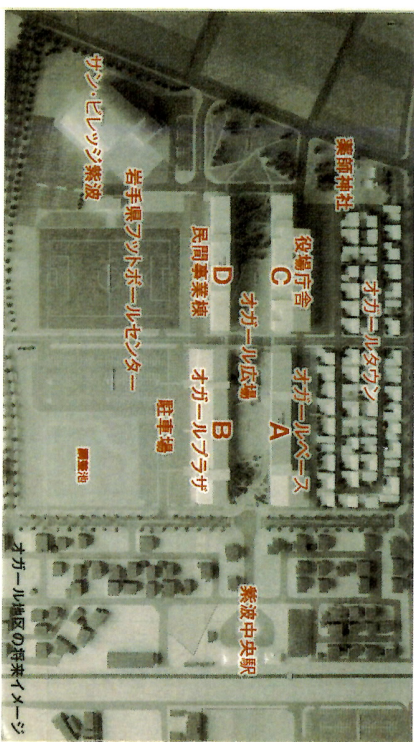 薬師神社
オガールタウン
サン・ビレッジ紫波
役場庁舎
C
オガールベース
A
オガール広場
民間事業棟
D
オガールプラザ
B
岩手県フットボールセンター
駐車場
調整池
紫波中央駅
オガール地区の将来イメージ